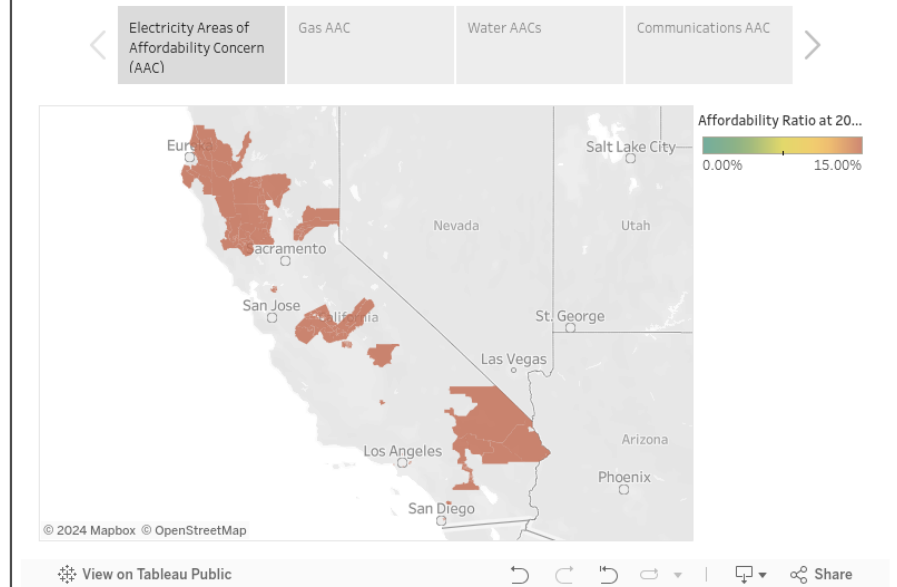 Electricity Areas of
Affordability Concern
(AAC)
Gas AAC
Water AACs
Communications AAC
Affordability Ratio at 20...
0.00%
15.00%
Eureka
Salt Lake City
Nevada
Utah
Sacramento
San Jose
California
St. George
Las Vegas
Los Angeles
Arizona
Phoenix
San Diego
© 2024 Mapbox © OpenStreetMap
View on Tableau Public
Share